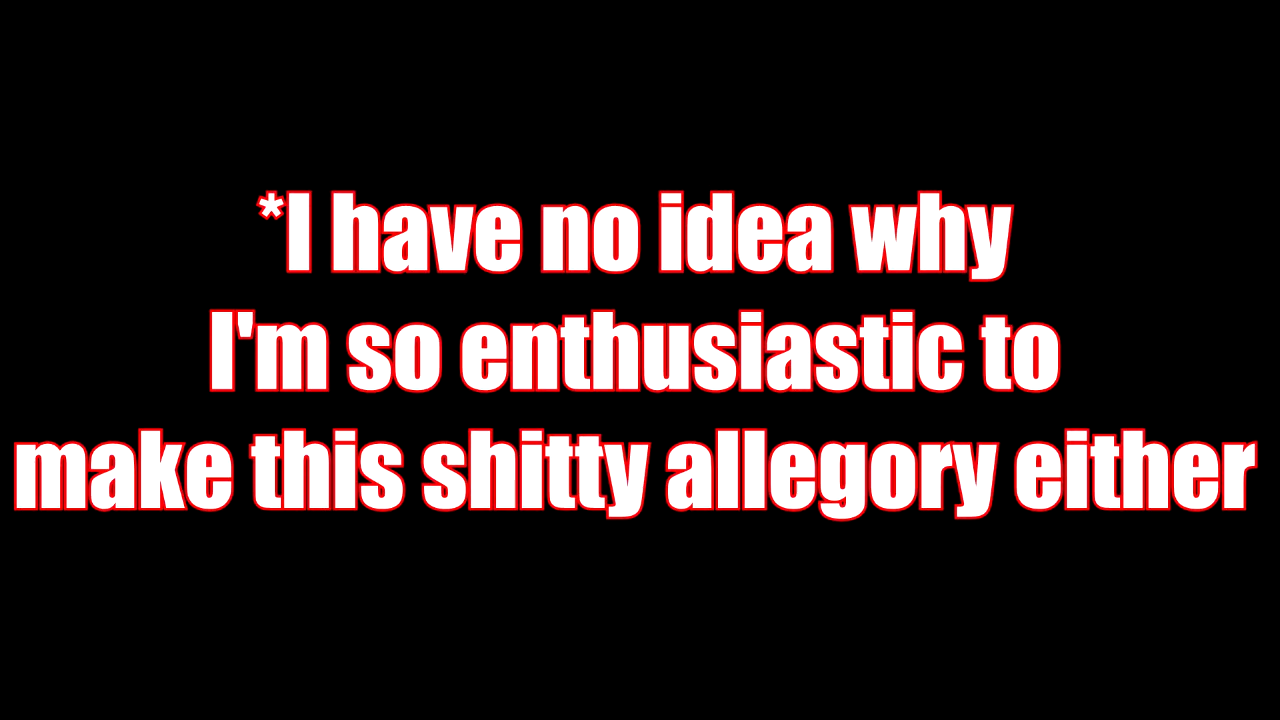 *I have no idea why
I'm so enthusiastic to
make this shitty allegory either